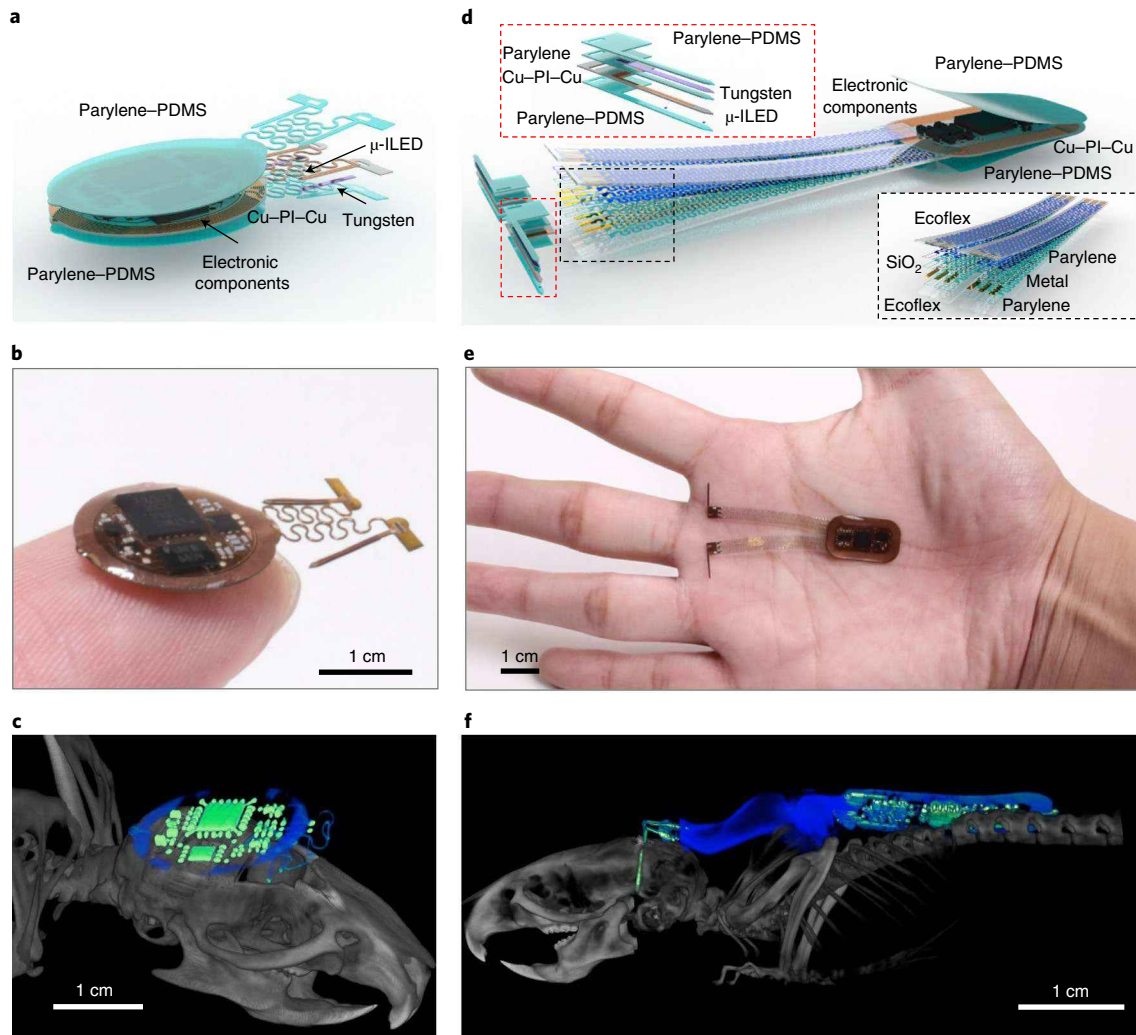 a
Parylene–PDMS
μ-ILED
Cu–PI–Cu
Tungsten
Electronic
components
Parylene–PDMS
d
Parylene
Cu–PI–Cu
Parylene–PDMS
Tungsten
μ-ILED
Parylene–PDMS
Electronic
components
Parylene–PDMS
Cu–PI–Cu
Parylene–PDMS
Ecoflex
SiO2
Parylene
Metal
Ecoflex
Parylene
b
1 cm
e
1 cm
c
1 cm
f
1 cm